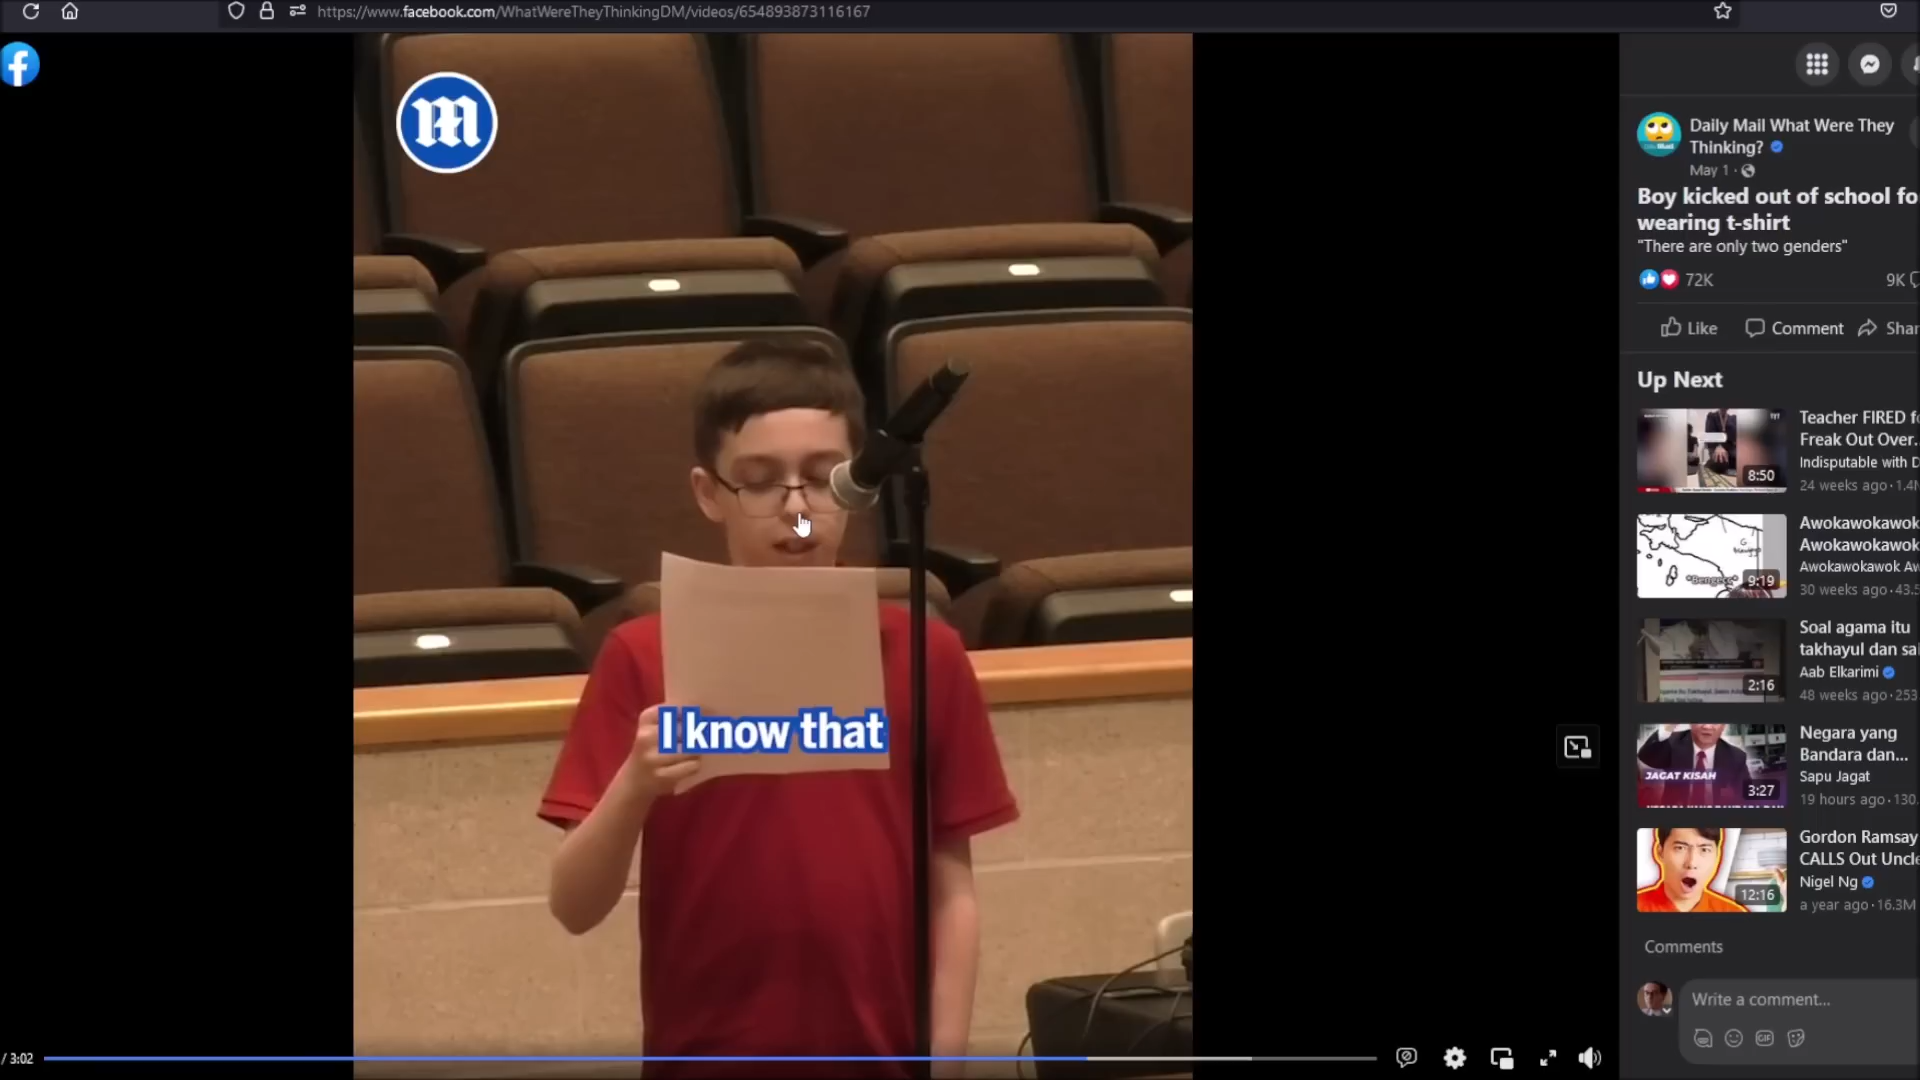 https://www.facebook.com/WhatWereTheyThinkingDM/videos/654893873116167
Daily Mail What Were They
Thinking?
May 1 ·
Boy kicked out of school fo
wearing t-shirt
"There are only two genders"
72K
9K
Like
Comment
Shar
Up Next
Teacher FIRED f
Freak Out Over...
Indisputable with D
24 weeks ago · 1.4
8:50
Awokawokawok
Awokawokawok
Awokawokawok Aw
30 weeks ago · 43.5
9:19
Soal agama itu
takhayul dan sa
Aab Elkarimi
48 weeks ago · 253
2:16
Negara yang
Bandara dan...
Sapu Jagat
19 hours ago · 130.
JAGAT KISAH
3:27
Gordon Ramsay
CALLS Out Uncl
Nigel Ng
a year ago · 16.3M
12:16
Comments
Write a comment...
GIF
I know that
/ 3:02